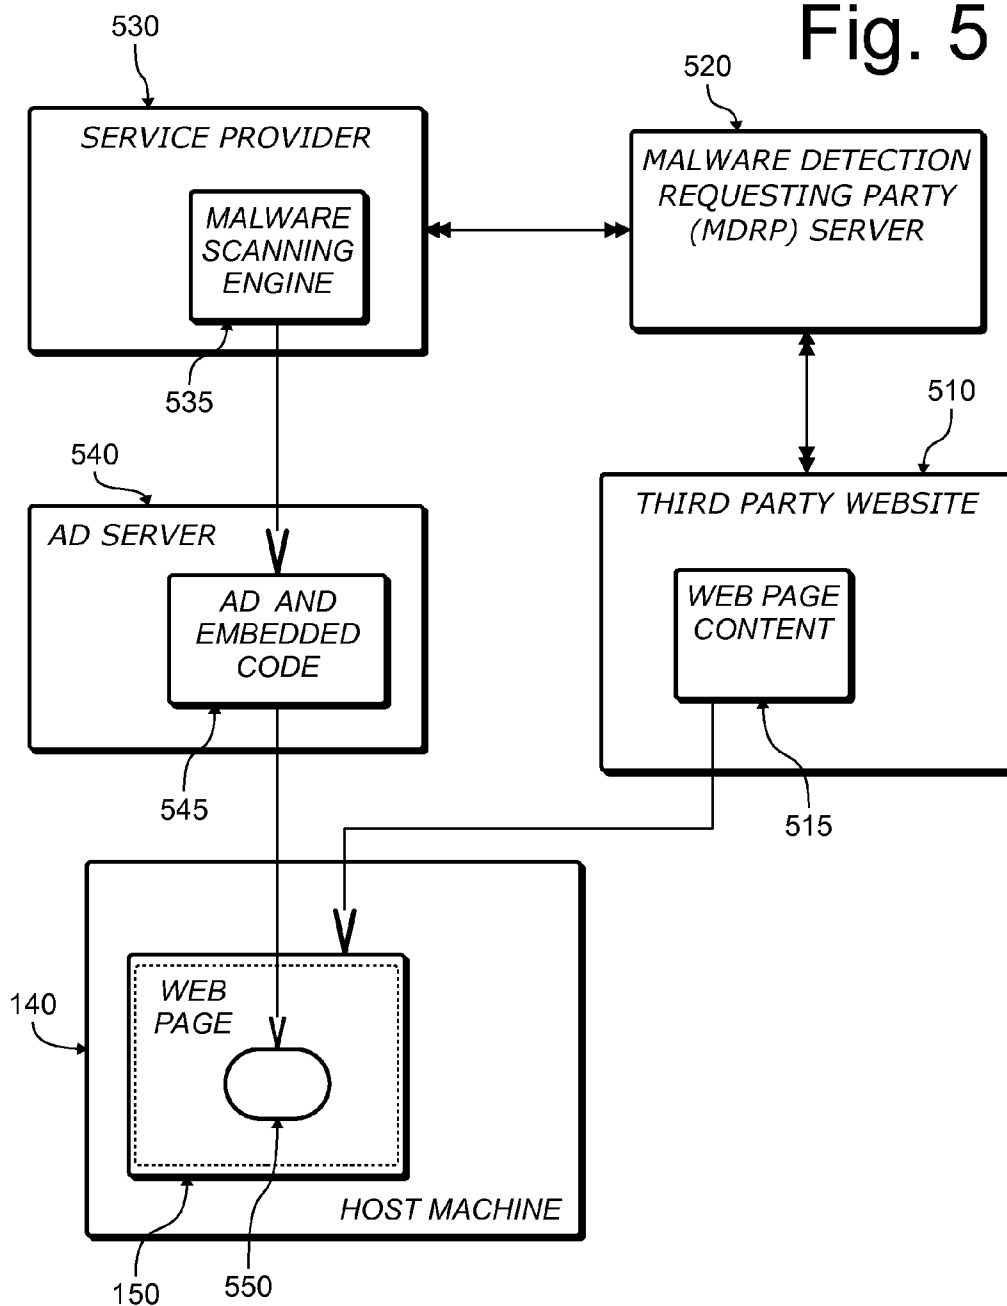 Fig. 5
530
520
SERVICE PROVIDER
MALWARE
SCANNING
ENGINE
MALWARE DETECTION
REQUESTING PARTY
(MDRP) SERVER
535
510
540
THIRD PARTY WEBSITE
AD SERVER
AD AND
EMBEDDED
CODE
WEB PAGE
CONTENT
545
515
WEB
PAGE
140
HOST MACHINE
150
550